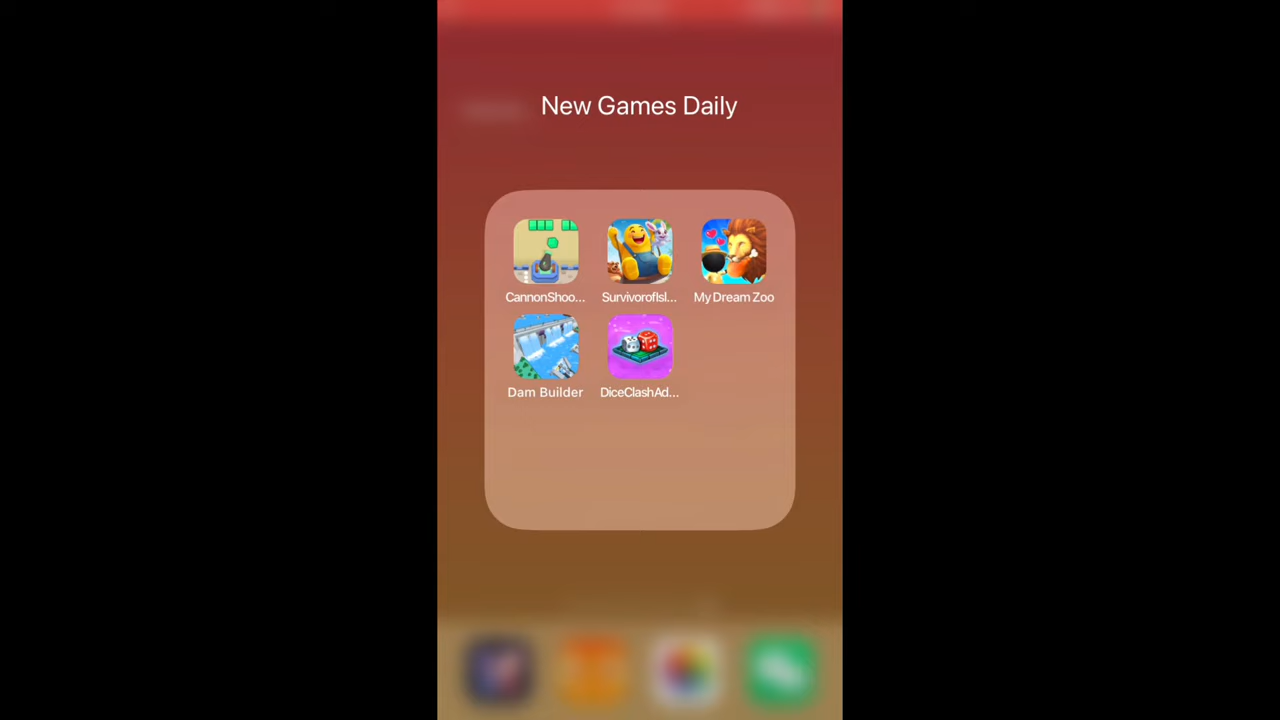 New Games Daily
CannonShoo... SurvivorofIsl... My Dream Zoo
Dam Builder DiceClashAd...